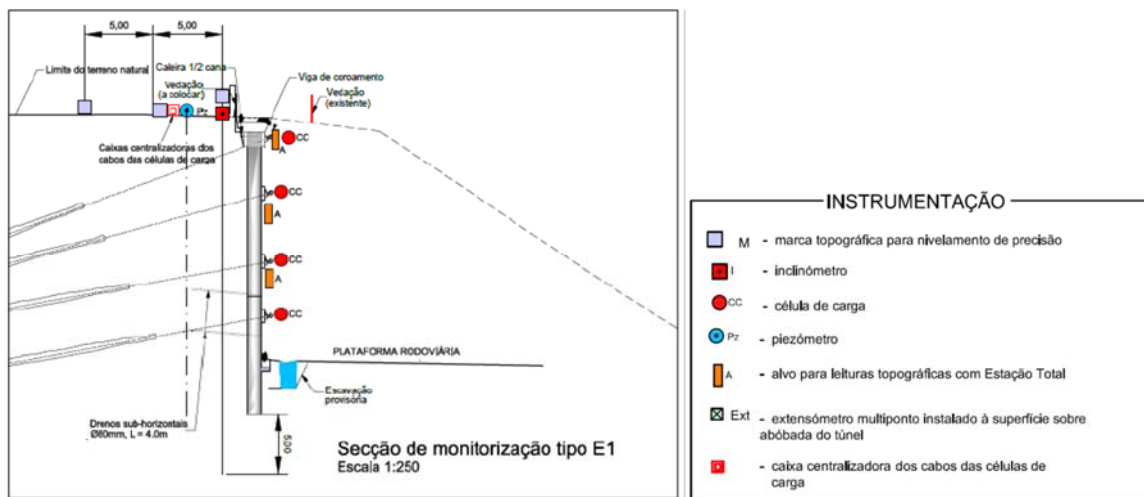 5,00
5,00
Limite do terreno natural
Caleira 1/2 cana
Vedação
(a colocar)
Viga de coroamento
Vedação
(existente)
Pz
CC
A
Caixas centralizadoras dos
cabos das células de carga
CC
A
CC
A
CC
PLATAFORMA RODOVIÁRIA
Escavação
provisória
Drenos sub-horizontais
Ø60mm, L = 4.0m
500
Secção de monitorização tipo E1
Escala 1:250
INSTRUMENTAÇÃO
M - marca topográfica para nivelamento de precisão
I - inclinómetro
CC - célula de carga
Pz - piezómetro
A - alvo para leituras topográficas com Estação Total
Ext - extensómetro multiponto instalado à superfície sobre
abóbada do túnel
- caixa centralizadora dos cabos das células de
carga